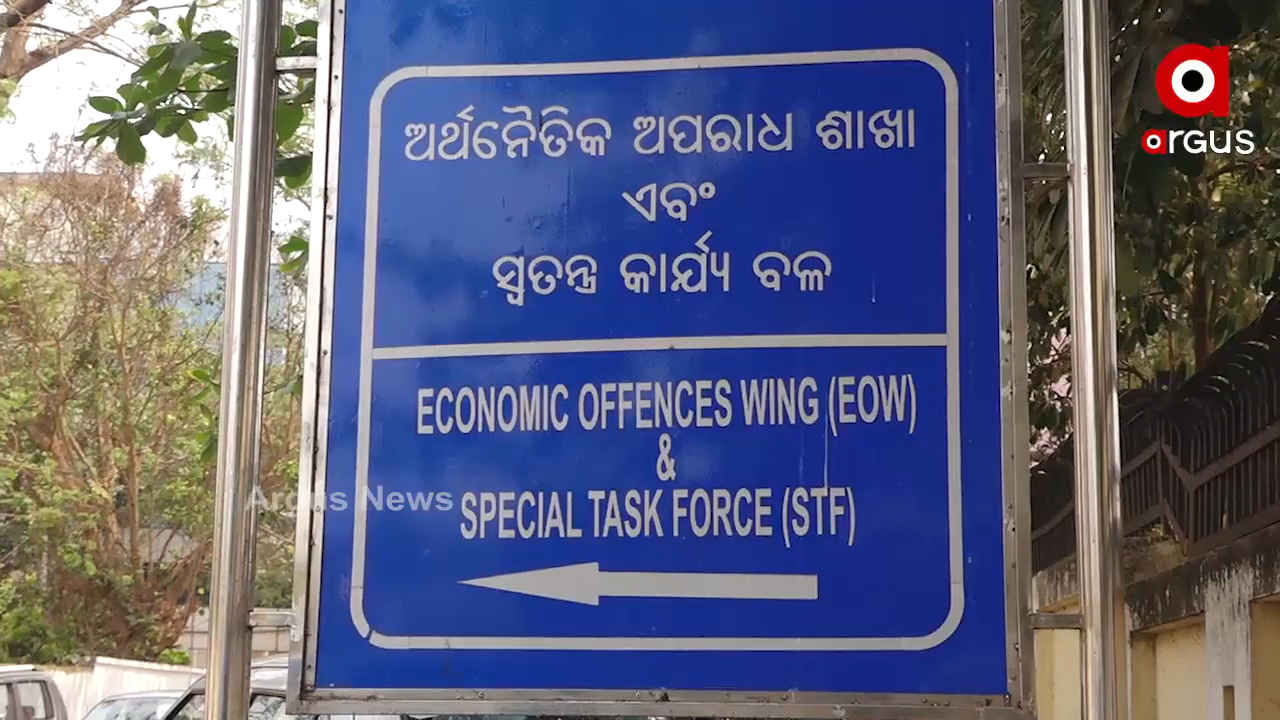 ଅର୍ଥନୈତିକ ଅପରାଧ ଶାଖା
ଏବଂ
ସ୍ୱତନ୍ତ୍ର କାର୍ଯ୍ୟ ବଳ
ECONOMIC OFFENCES WING (EOW)
&
SPECIAL TASK FORCE (STF)
argus
Argus News